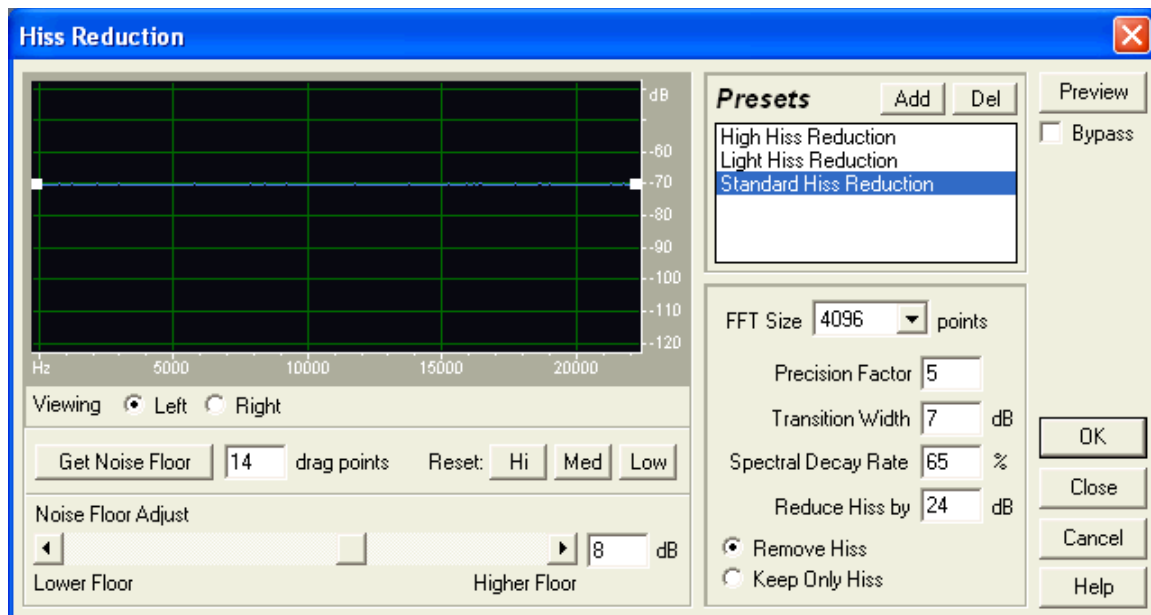 Hiss Reduction
dB
-60
-70
-80
-90
-100
-110
-120
Hz 5000 10000 15000 20000
Viewing Left Right
Get Noise Floor 14 drag points Reset: Hi Med Low
Noise Floor Adjust
8 dB
Lower Floor Higher Floor
Presets Add Del
High Hiss Reduction
Light Hiss Reduction
Standard Hiss Reduction
FFT Size 4096 points
Precision Factor 5
Transition Width 7 dB
Spectral Decay Rate 65 %
Reduce Hiss by 24 dB
Remove Hiss
Keep Only Hiss
Preview
Bypass
OK
Close
Cancel
Help